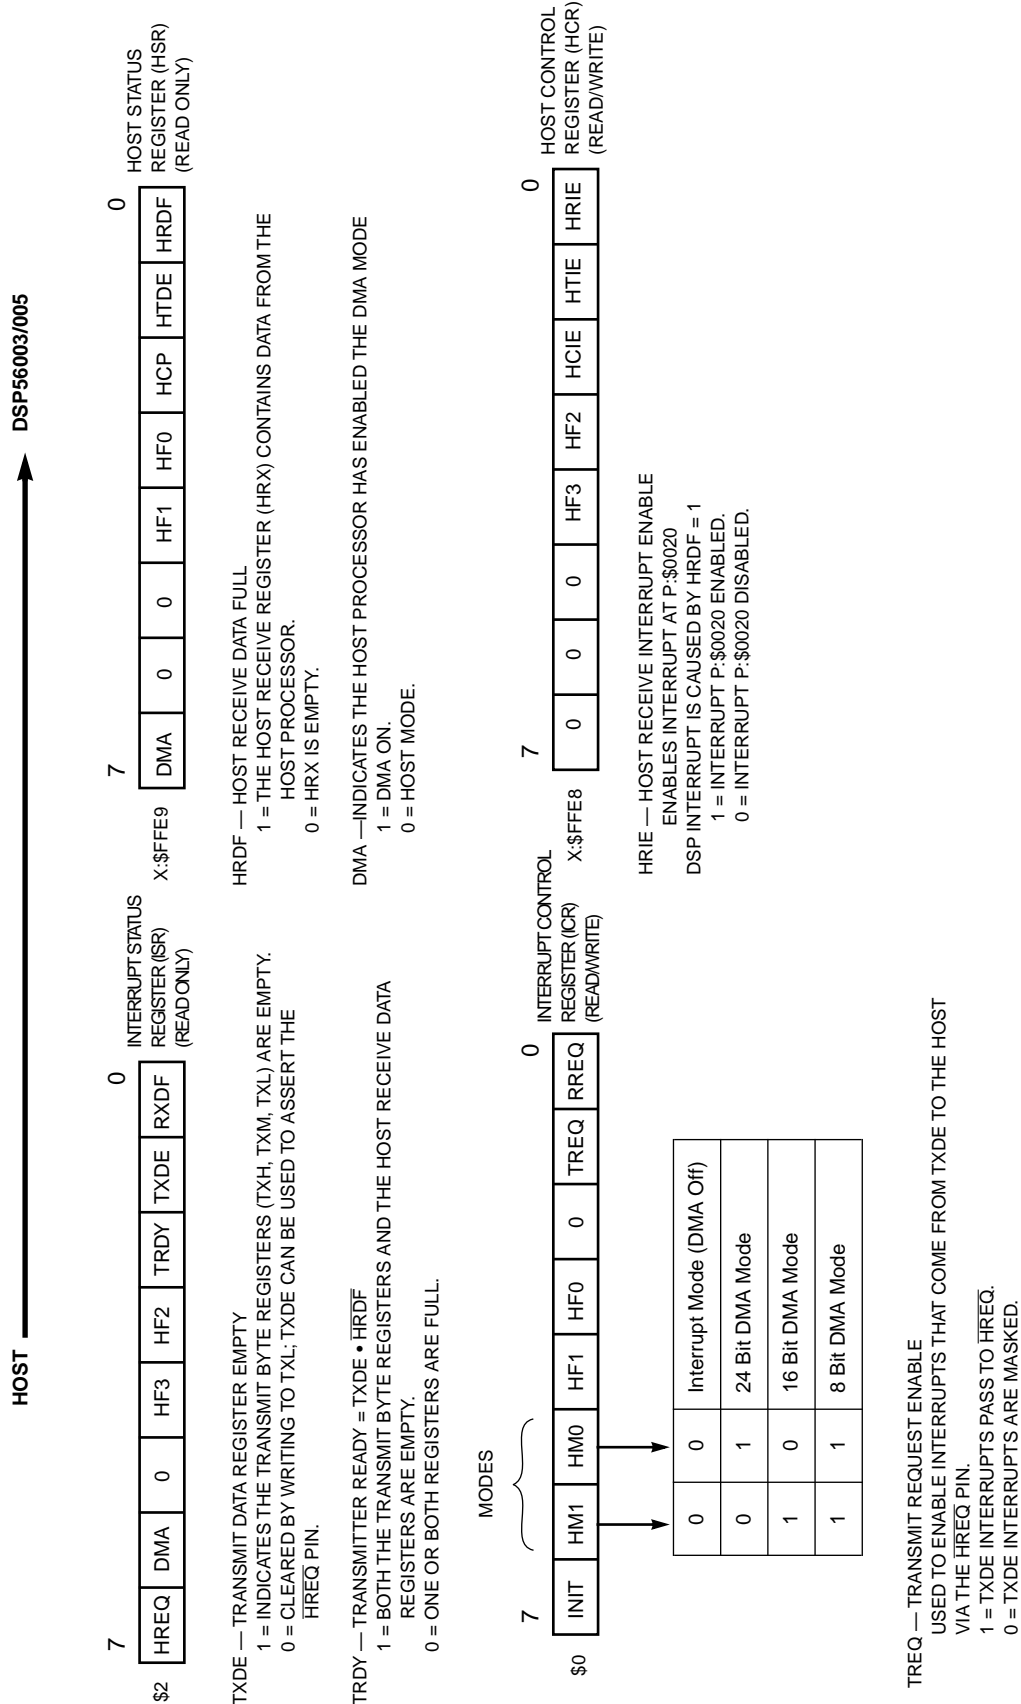 HOST DSP56003/005
7 0
$2 HREQ DMA 0 HF3 HF2 TRDY TXDE RXDF
INTERRUPT STATUS
REGISTER (ISR)
(READ ONLY)
TXDE — TRANSMIT DATA REGISTER EMPTY
1 = INDICATES THE TRANSMIT BYTE REGISTERS (TXH, TXM, TXL) ARE EMPTY.
0 = CLEARED BY WRITING TO TXL; TXDE CAN BE USED TO ASSERT THE
HREQ PIN.
TRDY — TRANSMITTER READY = TXDE • HRDF
1 = BOTH THE TRANSMIT BYTE REGISTERS AND THE HOST RECEIVE DATA
REGISTERS ARE EMPTY.
0 = ONE OR BOTH REGISTERS ARE FULL.
7 0
X:$FFE9 DMA 0 0 HF1 HF0 HCP HTDE HRDF
HOST STATUS
REGISTER (HSR)
(READ ONLY)
HRDF — HOST RECEIVE DATA FULL
1 = THE HOST RECEIVE REGISTER (HRX) CONTAINS DATA FROM THE
HOST PROCESSOR.
0 = HRX IS EMPTY.
DMA —INDICATES THE HOST PROCESSOR HAS ENABLED THE DMA MODE
1 = DMA ON.
0 = HOST MODE.
MODES
7 0
$0 INIT HM1 HM0 HF1 HF0 0 TREQ RREQ
INTERRUPT CONTROL
REGISTER (ICR)
(READ/WRITE)
0 0 Interrupt Mode (DMA Off)
0 1 24 Bit DMA Mode
1 0 16 Bit DMA Mode
1 1 8 Bit DMA Mode
TREQ — TRANSMIT REQUEST ENABLE
USED TO ENABLE INTERRUPTS THAT COME FROM TXDE TO THE HOST
VIA THE HREQ PIN.
1 = TXDE INTERRUPTS PASS TO HREQ.
0 = TXDE INTERRUPTS ARE MASKED.
7 0
X:$FFE8 0 0 0 HF3 HF2 HCIE HTIE HRIE
HOST CONTROL
REGISTER (HCR)
(READ/WRITE)
HRIE — HOST RECEIVE INTERRUPT ENABLE
ENABLES INTERRUPT AT P:$0020
DSP INTERRUPT IS CAUSED BY HRDF = 1
1 = INTERRUPT P:$0020 ENABLED.
0 = INTERRUPT P:$0020 DISABLED.